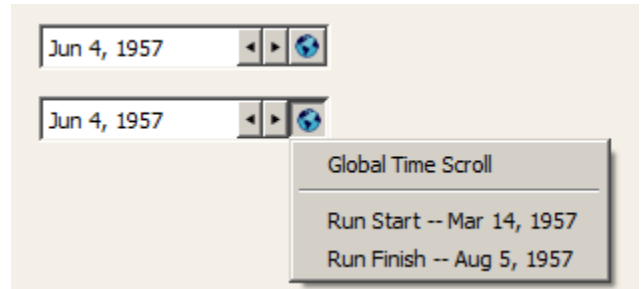 Jun 4, 1957
Jun 4, 1957
Global Time Scroll
Run Start -- Mar 14, 1957
Run Finish -- Aug 5, 1957